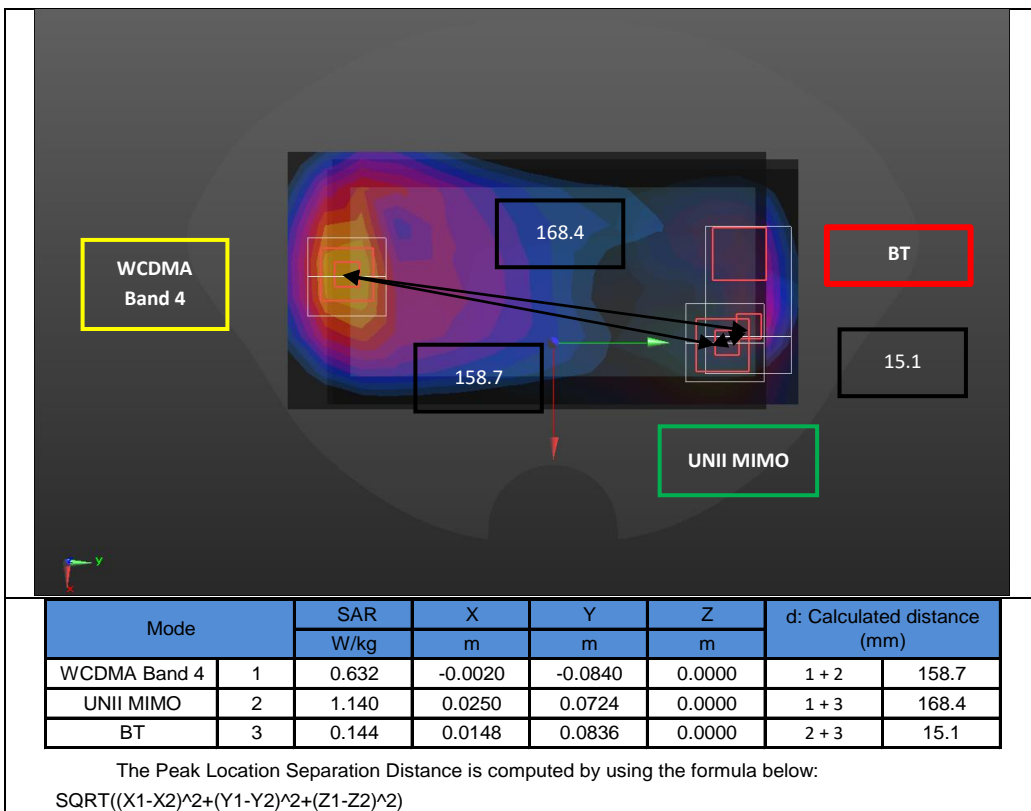 168.4
WCDMA
Band 4
BT
15.1
158.7
UNII MIMO
y
x
Mode SAR X Y Z d: Calculated distance
(mm)
W/kg m m m
WCDMA Band 4 1 0.632 -0.0020 -0.0840 0.0000 1 + 2 158.7
UNII MIMO 2 1.140 0.0250 0.0724 0.0000 1 + 3 168.4
BT 3 0.144 0.0148 0.0836 0.0000 2 + 3 15.1
The Peak Location Separation Distance is computed by using the formula below:
SQRT((X1-X2)^2+(Y1-Y2)^2+(Z1-Z2)^2)